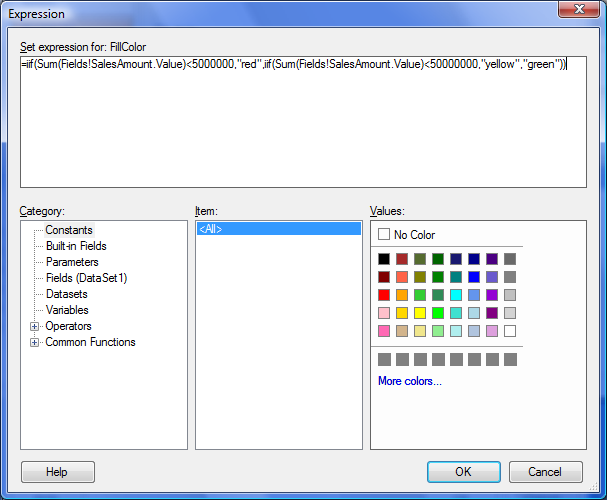 Expression
Set expression for: FillColor
=iif(Sum(Fields!SalesAmount.Value)<5000000,"red",iif(Sum(Fields!SalesAmount.Value)<50000000,"yellow","green"))
Category:
Item:
Values:
Constants
Built-in Fields
Parameters
Fields (DataSet1)
Datasets
Variables
Operators
Common Functions
<All>
No Color
More colors...
Help
OK
Cancel